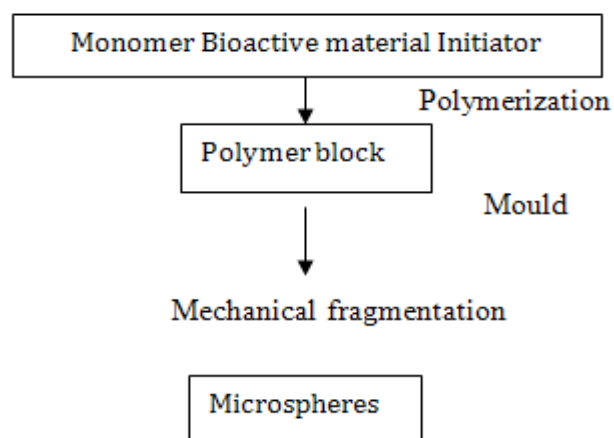 Monomer Bioactive material Initiator
Polymerization
Polymer block
Mould
Mechanical fragmentation
Microspheres